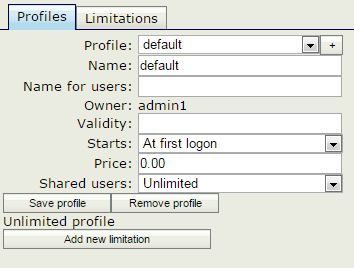 Profiles Limitations
Profile: default +
Name: default
Name for users:
Owner: admin1
Validity:
Starts: At first logon
Price: 0.00
Shared users: Unlimited
Save profile Remove profile
Unlimited profile
Add new limitation